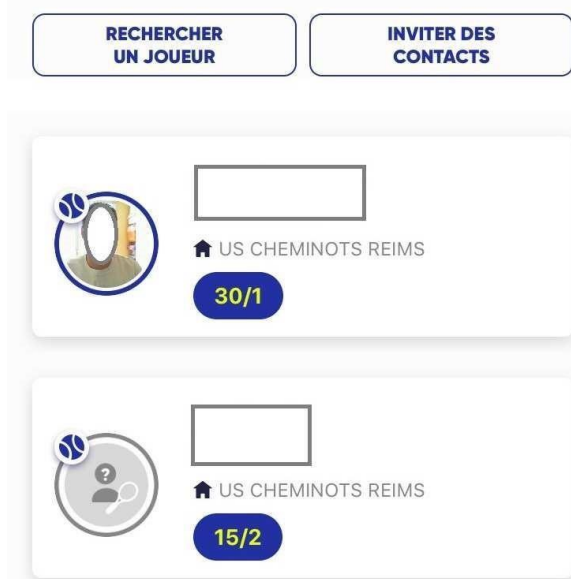 RECHERCHER
UN JOUEUR
INVITER DES
CONTACTS
US CHEMINOTS REIMS
30/1
?
US CHEMINOTS REIMS
15/2